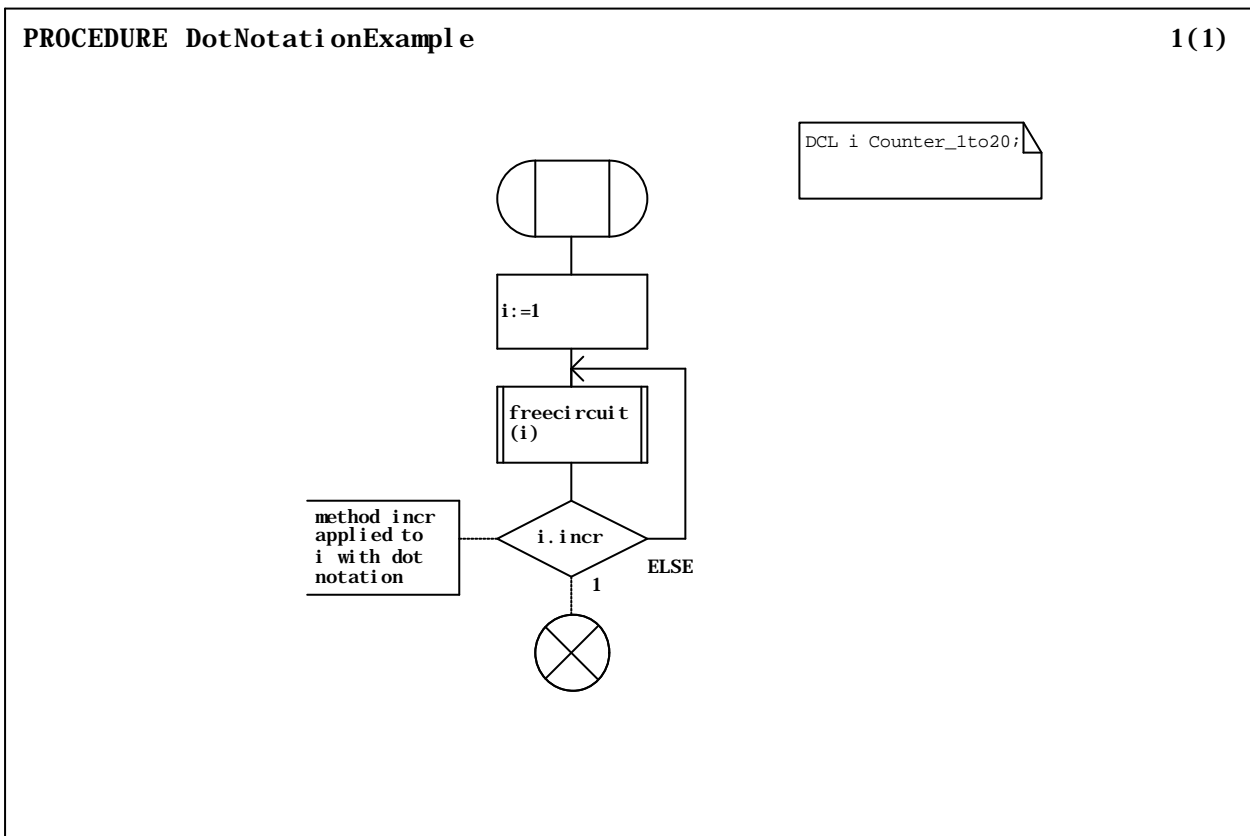 PROCEDURE DotNotationExample
1(1)
DCL i Counter_1to20;
i:=1
freecircuit
(i)
method incr
applied to
i with dot
notation
i.incr
ELSE
1